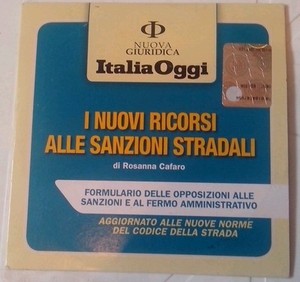 NUOVA
GIURIDICA
ItaliaOggi
I NUOVI RICORSI
ALLE SANZIONI STRADALI
di Rosanna Cafaro
FORMULARIO DELLE OPPOSIZIONI ALLE
SANZIONI E AL FERMO AMMINISTRATIVO
AGGIORNATO ALLE NUOVE NORME
DEL CODICE DELLA STRADA